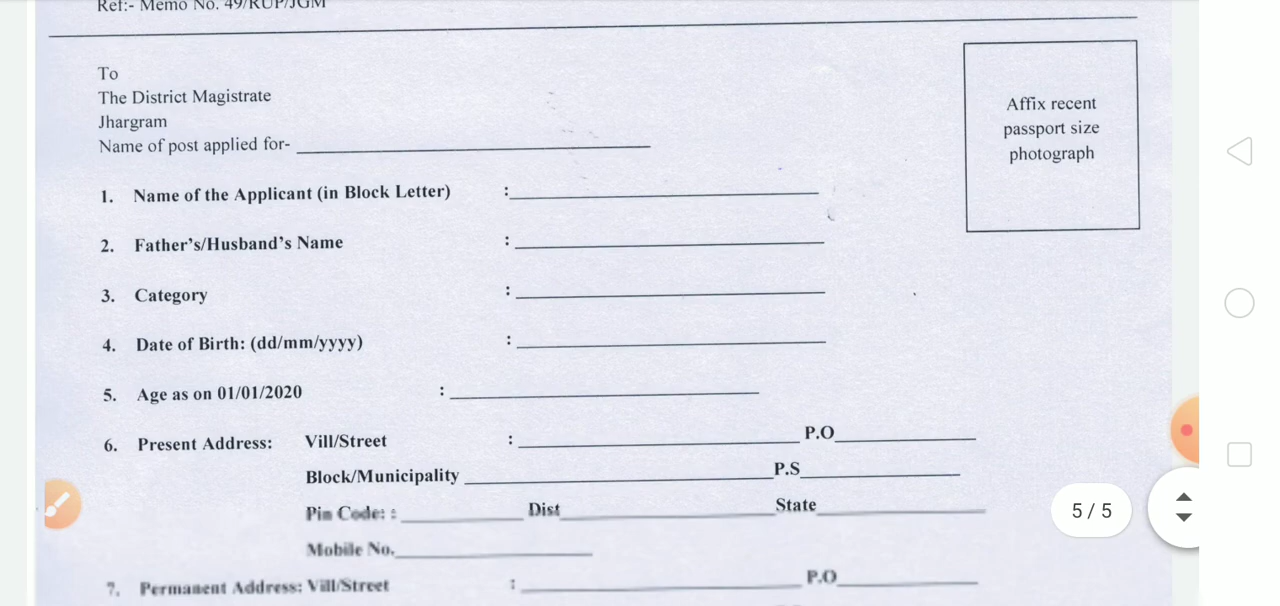 Ref:- Memo No. 49/RUP/JGM
To
The District Magistrate
Jhargram
Name of post applied for-
Affix recent
passport size
photograph
1. Name of the Applicant (in Block Letter) :
2. Father's/Husband's Name :
3. Category :
4. Date of Birth: (dd/mm/yyyy) :
5. Age as on 01/01/2020 :
6. Present Address: Vill/Street : P.O
Block/Municipality P.S
Pin Code: : Dist State
Mobile No.
7. Permanent Address: Vill/Street : P.O
5 / 5